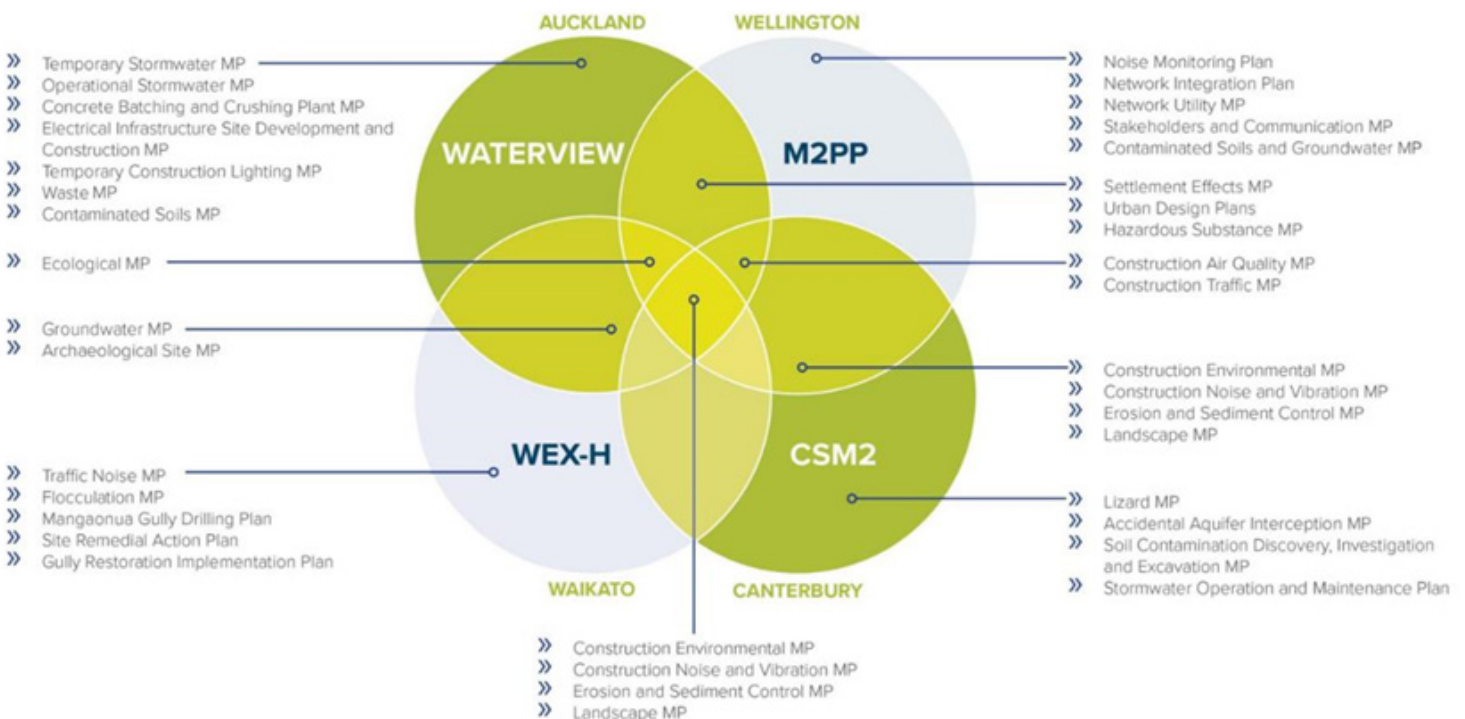 AUCKLAND
WELLINGTON
» Temporary Stormwater MP
» Operational Stormwater MP
» Concrete Batching and Crushing Plant MP
» Electrical Infrastructure Site Development and
Construction MP
» Temporary Construction Lighting MP
» Waste MP
» Contaminated Soils MP
» Ecological MP
» Groundwater MP
» Archaeological Site MP
» Traffic Noise MP
» Flocculation MP
» Mangaonua Gully Drilling Plan
» Site Remedial Action Plan
» Gully Restoration Implementation Plan
WATERVIEW
M2PP
WEX-H
CSM2
» Noise Monitoring Plan
» Network Integration Plan
» Network Utility MP
» Stakeholders and Communication MP
» Contaminated Soils and Groundwater MP
» Settlement Effects MP
» Urban Design Plans
» Hazardous Substance MP
» Construction Air Quality MP
» Construction Traffic MP
» Construction Environmental MP
» Construction Noise and Vibration MP
» Erosion and Sediment Control MP
» Landscape MP
» Lizard MP
» Accidental Aquifer Interception MP
» Soil Contamination Discovery, Investigation
and Excavation MP
» Stormwater Operation and Maintenance Plan
WAIKATO
CANTERBURY
» Construction Environmental MP
» Construction Noise and Vibration MP
» Erosion and Sediment Control MP
» Landscape MP